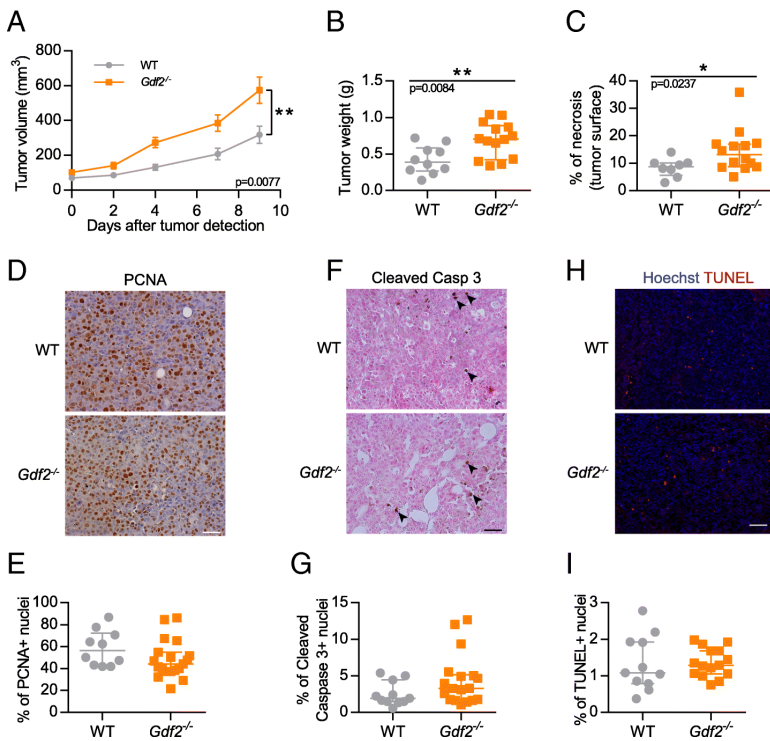 A
WT
Gdf2-/-
Tumor volume (mm3)
800
600
400
200
0
0 2 4 6 8 10
**
p=0.0077
Days after tumor detection
B
**
p=0.0084
Tumor weight (g)
1.5
1.0
0.5
0.0
WT Gdf2-/-
C
*
p=0.0237
% of necrosis
(tumor surface)
40
30
20
10
0
WT Gdf2-/-
D
PCNA
WT
Gdf2-/-
F
Cleaved Casp 3
WT
Gdf2-/-
H
Hoechst TUNEL
WT
Gdf2-/-
E
% of PCNA+ nuclei
100
80
60
40
20
0
WT Gdf2-/-
G
% of Cleaved
Caspase 3+ nuclei
15
10
5
0
WT Gdf2-/-
I
% of TUNEL+ nuclei
3
2
1
0
WT Gdf2-/-